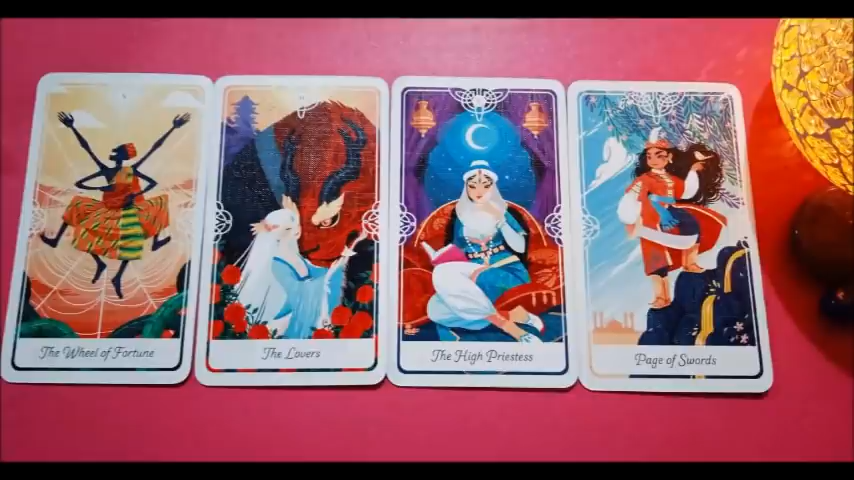 The Wheel of Fortune
The Lovers
The High Priestess
Page of Swords